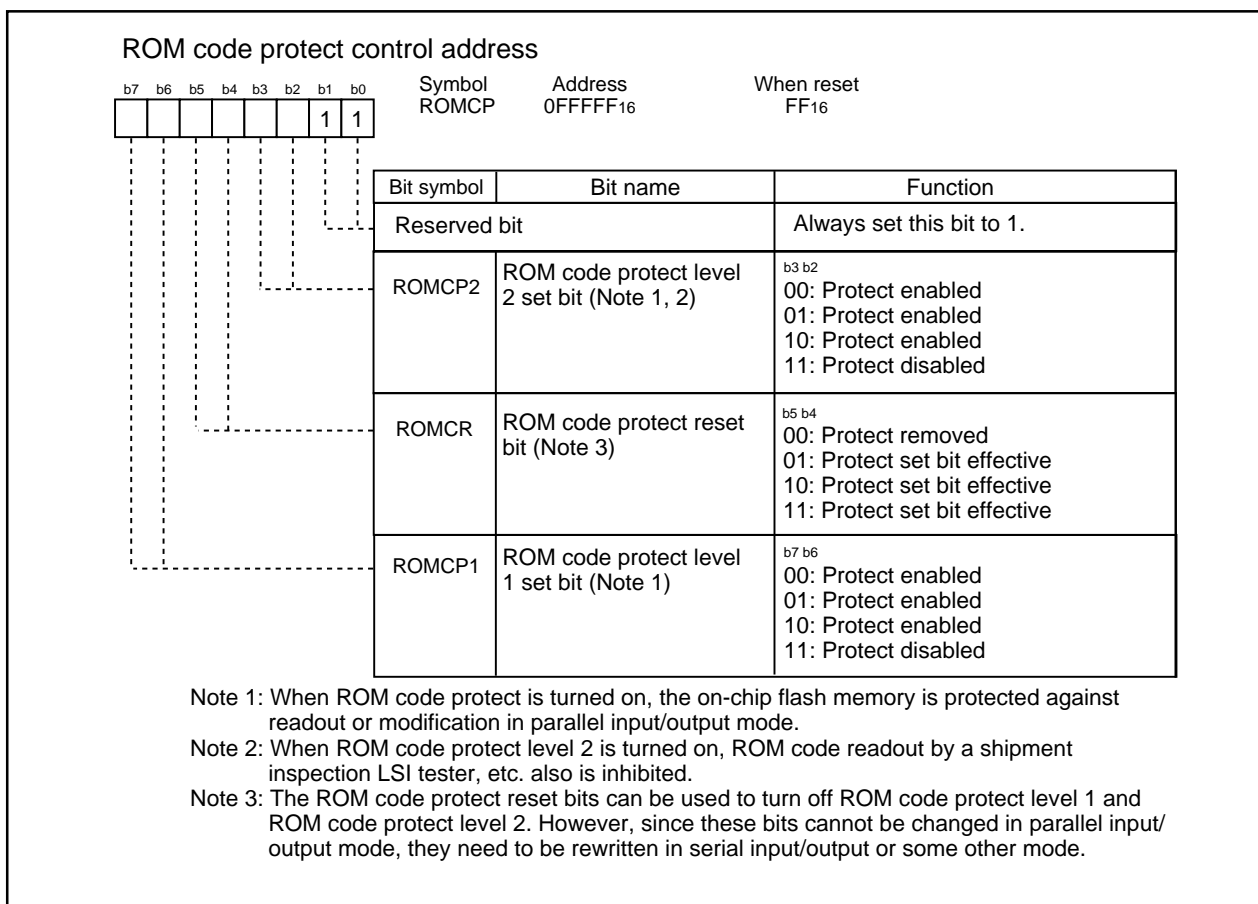 ROM code protect control address
Symbol Address When reset
b7 b6 b5 b4 b3 b2 b1 b0
ROMCP 0FFFFF16 FF16
1 1
Bit symbol Bit name Function
Reserved bit Always set this bit to 1.
ROMCP2 ROM code protect level
2 set bit (Note 1, 2)
b3 b2
00: Protect enabled
01: Protect enabled
10: Protect enabled
11: Protect disabled
ROMCR ROM code protect reset
bit (Note 3)
b5 b4
00: Protect removed
01: Protect set bit effective
10: Protect set bit effective
11: Protect set bit effective
ROMCP1 ROM code protect level
1 set bit (Note 1)
b7 b6
00: Protect enabled
01: Protect enabled
10: Protect enabled
11: Protect disabled
Note 1: When ROM code protect is turned on, the on-chip flash memory is protected against
readout or modification in parallel input/output mode.
Note 2: When ROM code protect level 2 is turned on, ROM code readout by a shipment
inspection LSI tester, etc. also is inhibited.
Note 3: The ROM code protect reset bits can be used to turn off ROM code protect level 1 and
ROM code protect level 2. However, since these bits cannot be changed in parallel input/
output mode, they need to be rewritten in serial input/output or some other mode.